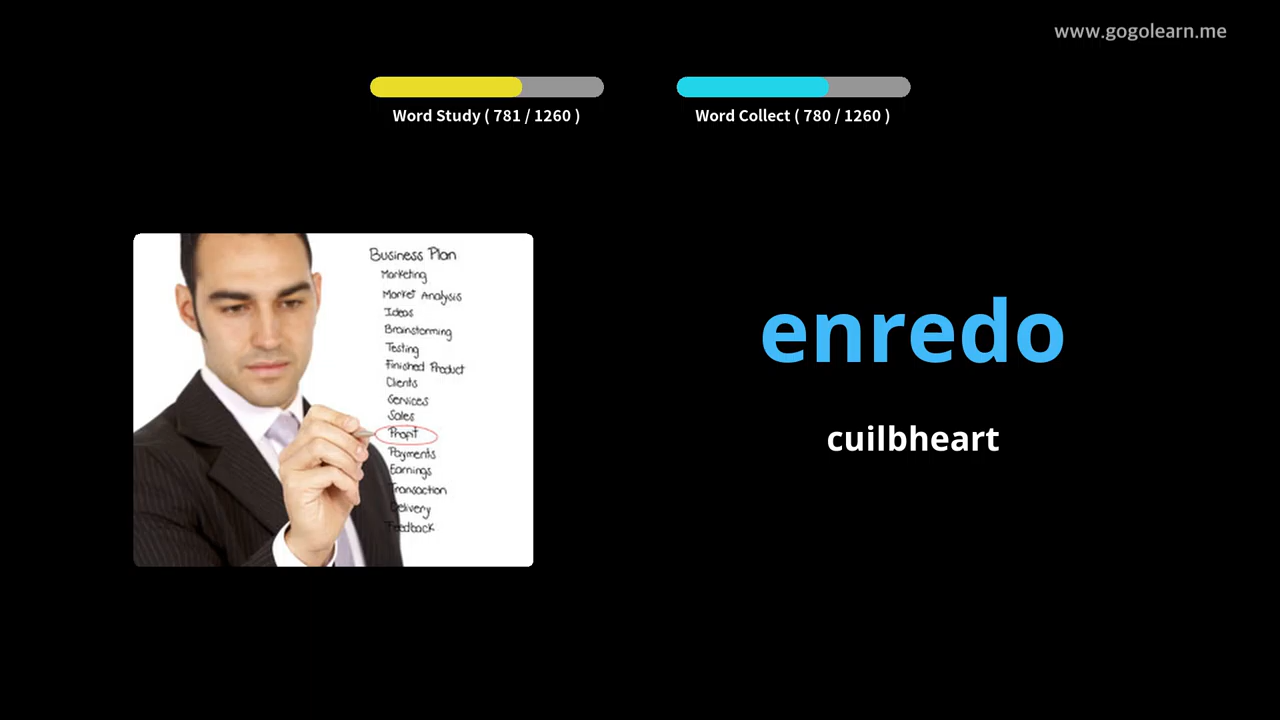 www.gogolearn.me
Word Study ( 781 / 1260 )
Word Collect ( 780 / 1260 )
Business Plan
Marketing
Market Analysis
Ideas
Brainstorming
Testing
Finished Product
Clients
Services
Sales
Profit
Payments
Earnings
Transaction
Delivery
Feedback
enredo
cuilbheart